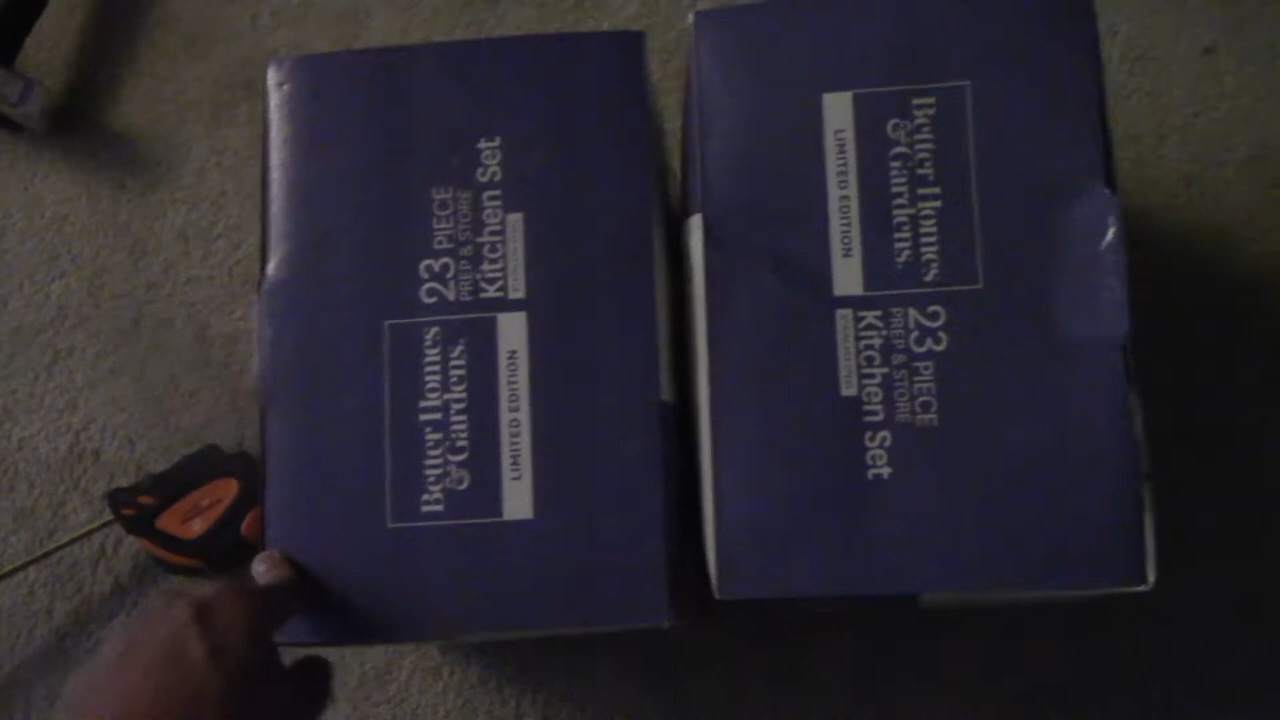 Better Homes
& Gardens.
LIMITED EDITION
23 PIECE
PREP & STORE
Kitchen Set
Better Homes
& Gardens.
LIMITED EDITION
23 PIECE
PREP & STORE
Kitchen Set